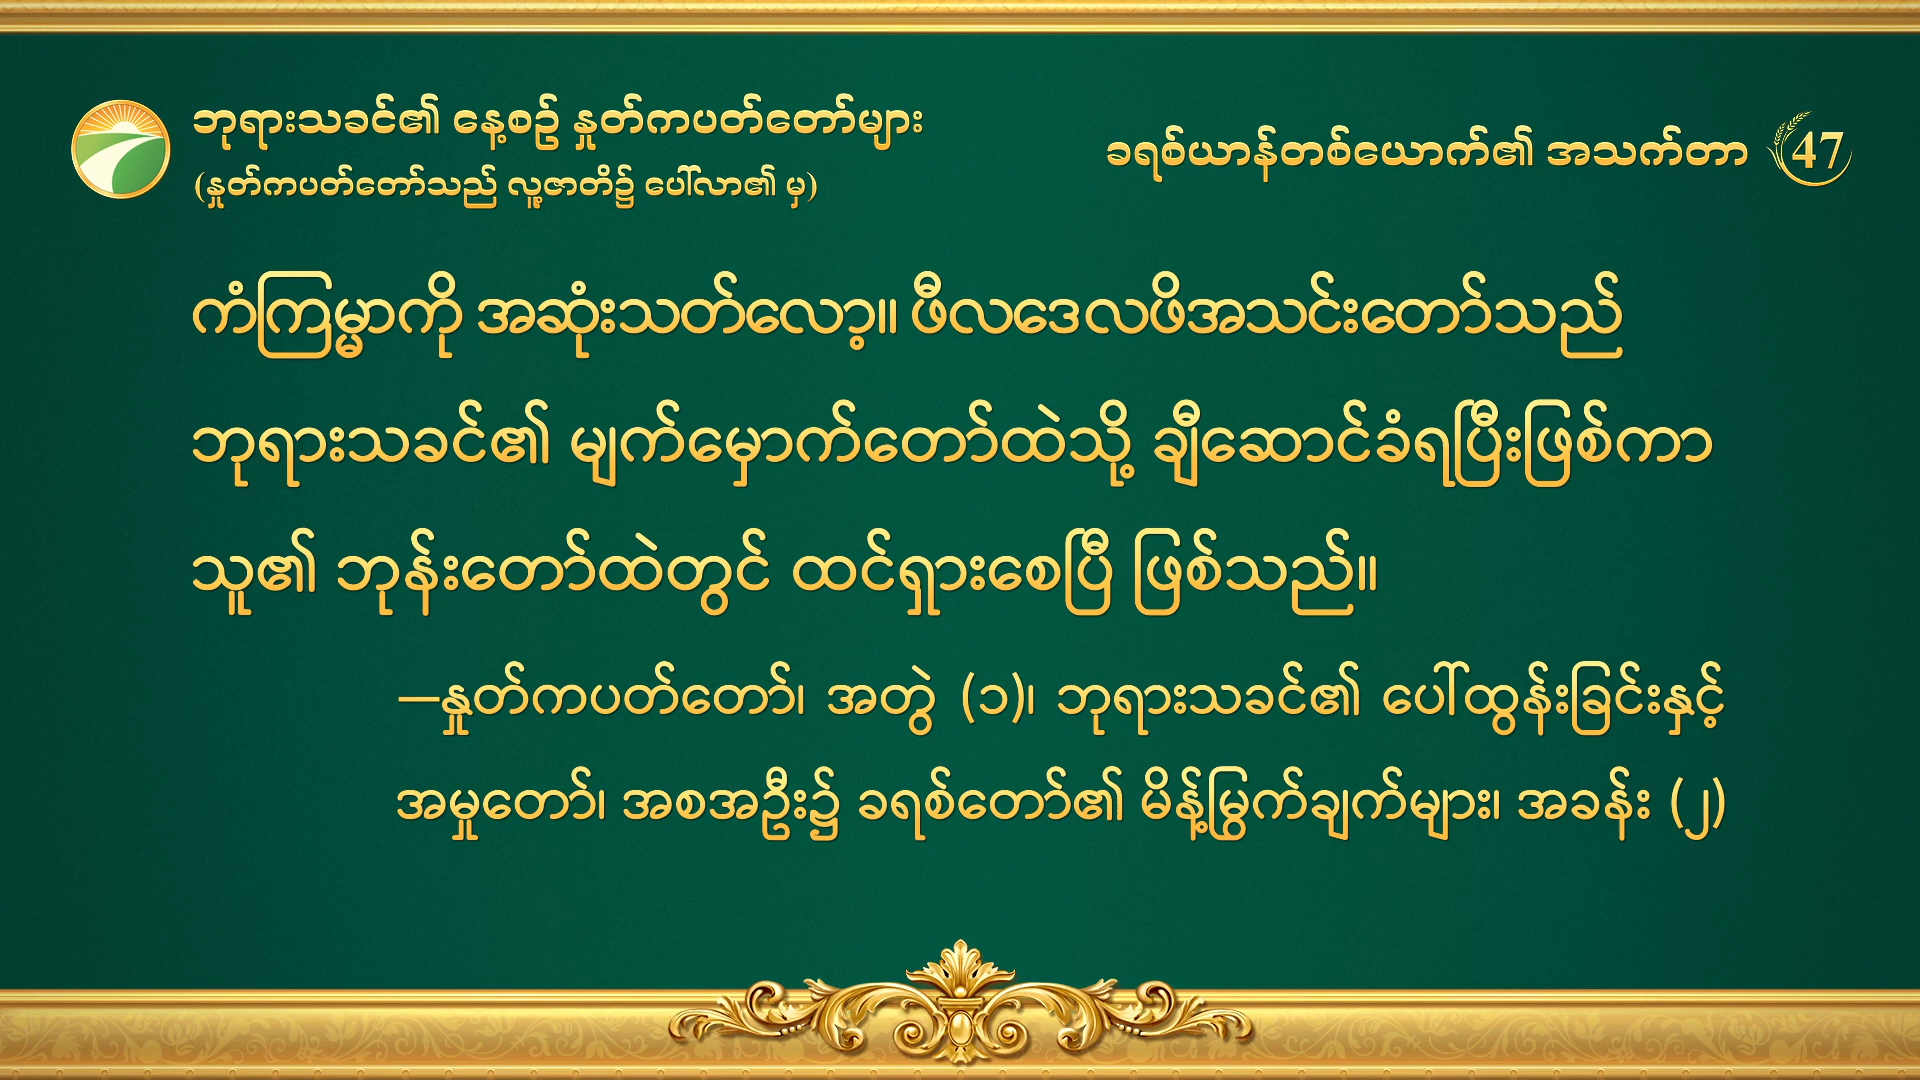 ဘုရားသခင်၏ နေ့စဉ် နှုတ်ကပတ်တော်များ
(နှုတ်ကပတ်တော်သည် လူ့ဇာတိ၌ ပေါ်လာ၏ မှ)
ခရစ်ယာန်တစ်ယောက်၏ အသက်တာ 47
ကံကြမ္မာကို အဆုံးသတ်လော့။ ဖီလဒေလဖိအသင်းတော်သည်
ဘုရားသခင်၏ မျက်မှောက်တော်ထဲသို့ ချီဆောင်ခံရပြီးဖြစ်ကာ
သူ၏ ဘုန်းတော်ထဲတွင် ထင်ရှားစေပြီ ဖြစ်သည်။
—နှုတ်ကပတ်တော်၊ အတွဲ (၁)၊ ဘုရားသခင်၏ ပေါ်ထွန်းခြင်းနှင့်
အမှုတော်၊ အစအဦး၌ ခရစ်တော်၏ မိန့်မြွက်ချက်များ၊ အခန်း (၂)